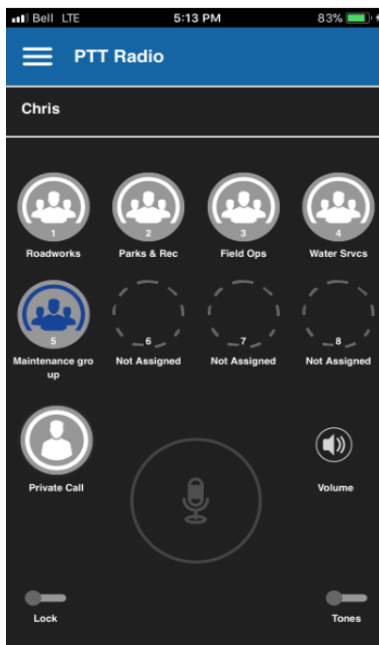 Bell LTE 5:13 PM 83%
PTT Radio
Chris
1 2 3 4
Roadworks Parks & Rec Field Ops Water Srvcs
5 6 7 8
Maintenance gro Not Assigned Not Assigned Not Assigned
up
Private Call Volume
Lock Tones